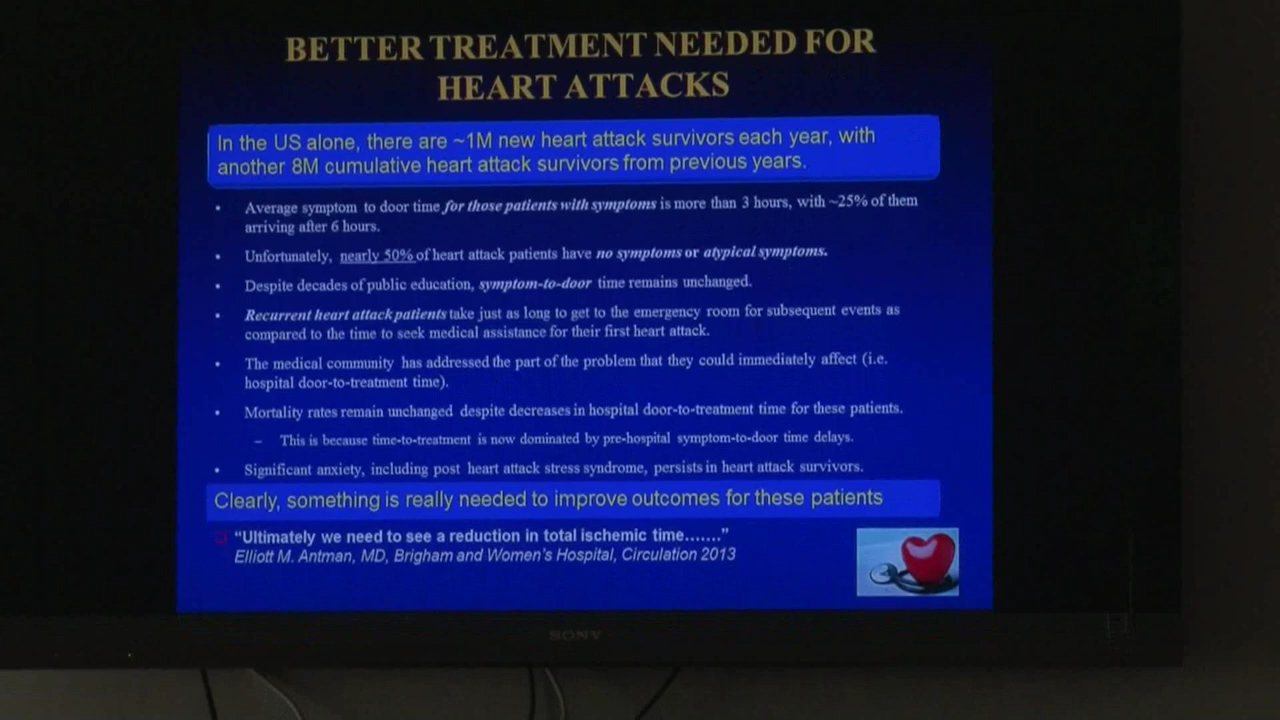 BETTER TREATMENT NEEDED FOR
HEART ATTACKS
In the US alone, there are ~1M new heart attack survivors each year, with
another 8M cumulative heart attack survivors from previous years.
• Average symptom to door time for those patients with symptoms is more than 3 hours, with ~25% of them
arriving after 6 hours.
• Unfortunately, nearly 50% of heart attack patients have no symptoms or atypical symptoms.
• Despite decades of public education, symptom-to-door time remains unchanged.
• Recurrent heart attack patients take just as long to get to the emergency room for subsequent events as
compared to the time to seek medical assistance for their first heart attack.
• The medical community has addressed the part of the problem that they could immediately affect (i.e.
hospital door-to-treatment time).
• Mortality rates remain unchanged despite decreases in hospital door-to-treatment time for these patients.
– This is because time-to-treatment is now dominated by pre-hospital symptom-to-door time delays.
• Significant anxiety, including post heart attack stress syndrome, persists in heart attack survivors.
Clearly, something is really needed to improve outcomes for these patients
❑ “Ultimately we need to see a reduction in total ischemic time.……”
Elliott M. Antman, MD, Brigham and Women's Hospital, Circulation 2013
SONY